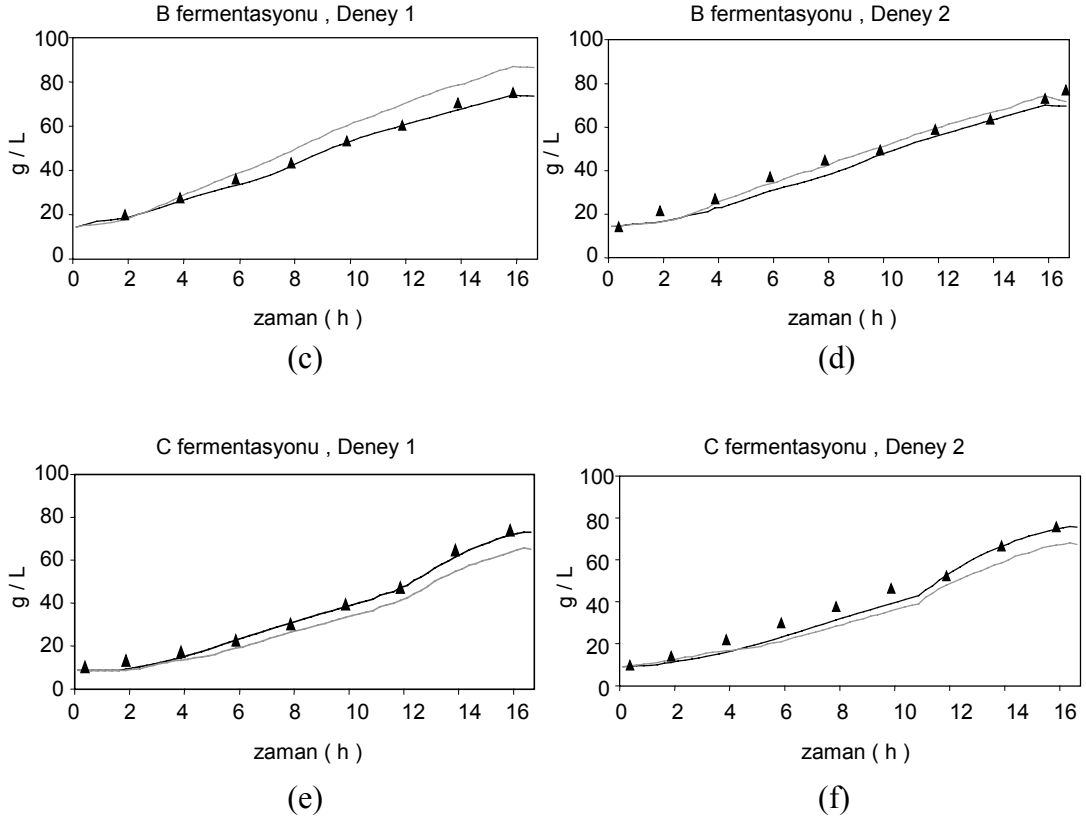 B fermentasyonu , Deney 1
100
80
60
40
20
0
g / L
0 2 4 6 8 10 12 14 16
zaman ( h )
(c)
B fermentasyonu , Deney 2
100
80
60
40
20
0
g / L
0 2 4 6 8 10 12 14 16
zaman ( h )
(d)
C fermentasyonu , Deney 1
100
80
60
40
20
0
g / L
0 2 4 6 8 10 12 14 16
zaman ( h )
(e)
C fermentasyonu , Deney 2
100
80
60
40
20
0
g / L
0 2 4 6 8 10 12 14 16
zaman ( h )
(f)